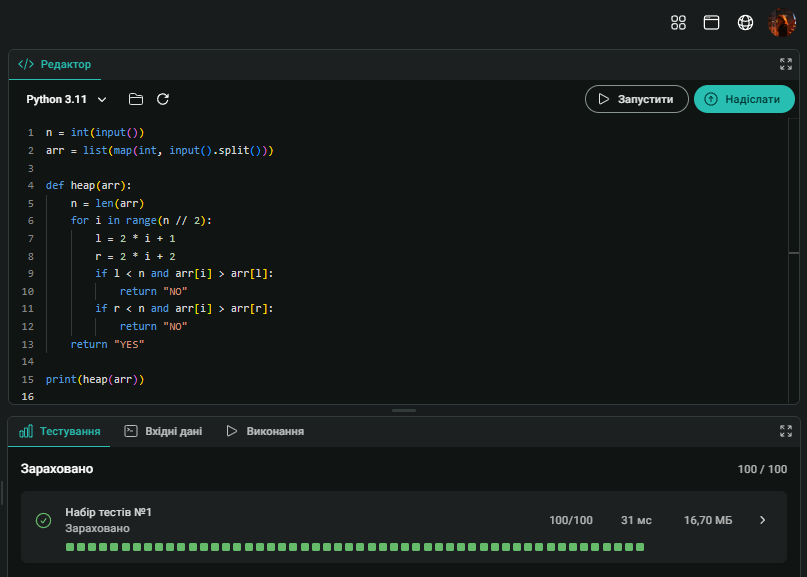 </> Редактор
Python 3.11
Запустити
Надіслати
1 n = int(input())
2 arr = list(map(int, input().split()))
3
4 def heap(arr):
5     n = len(arr)
6     for i in range(n // 2):
7         l = 2 * i + 1
8         r = 2 * i + 2
9         if l < n and arr[i] > arr[l]:
10             return "NO"
11         if r < n and arr[i] > arr[r]:
12             return "NO"
13     return "YES"
14
15 print(heap(arr))
16
Тестування
Вхідні дані
Виконання
Зараховано
100 / 100
Набір тестів №1
Зараховано
100/100
31 мс
16,70 МБ